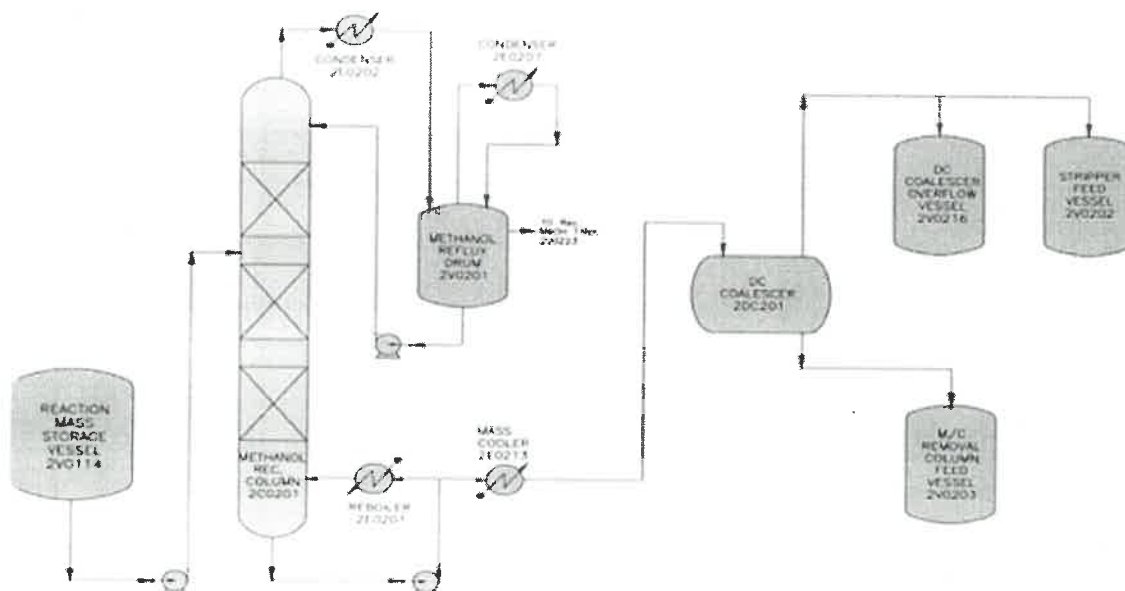 CONDENSER
2E0202
CONDENSER
METHANOL
REFLUX
DRUM
2V0201
DC
COALESCER
OVERFLOW
VESSEL
2V0216
STRIPPER
FEED
VESSEL
2V0202
DC
COALESCER
2DC201
REACTION
MASS
STORAGE
VESSEL
2V0114
METHANOL
REC.
COLUMN
2C0201
REBOILER
2E0201
MASS
COOLER
2E0213
M/C
REMOVAL
COLUMN
FEED
VESSEL
2V0203